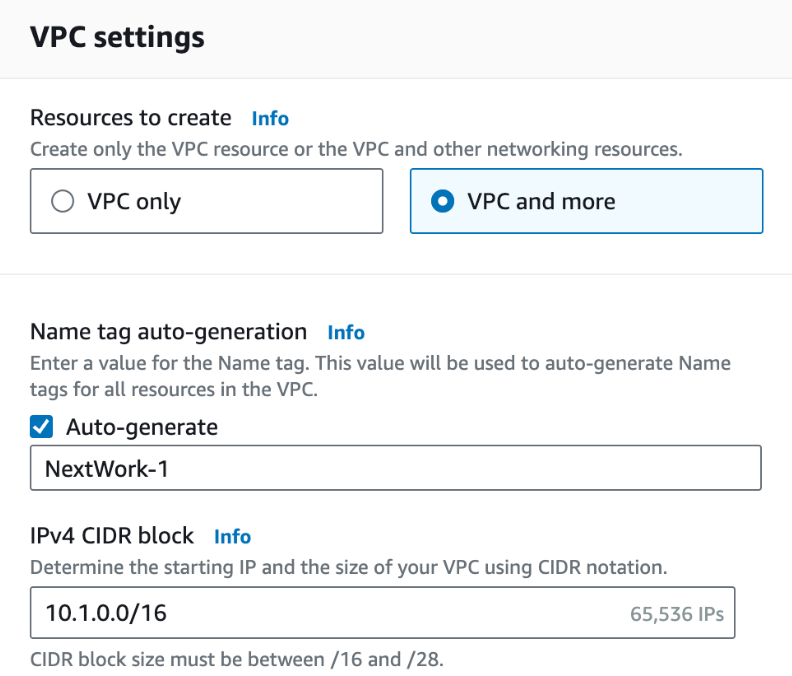 VPC settings
Resources to create Info
Create only the VPC resource or the VPC and other networking resources.
VPC only
VPC and more
Name tag auto-generation Info
Enter a value for the Name tag. This value will be used to auto-generate Name
tags for all resources in the VPC.
Auto-generate
NextWork-1
IPv4 CIDR block Info
Determine the starting IP and the size of your VPC using CIDR notation.
10.1.0.0/16 65,536 IPs
CIDR block size must be between /16 and /28.